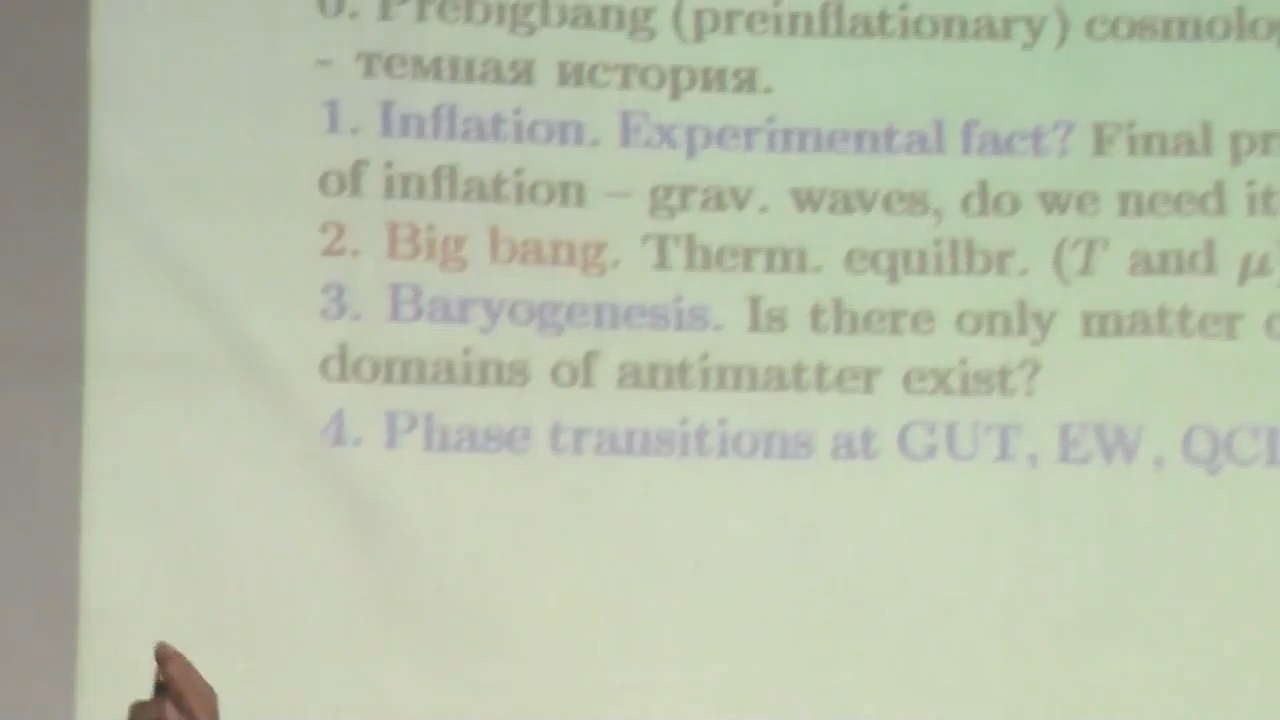 0. Prebigbang (preinflationary)
- темная история.
1. Inflation. Experimental fact? Final
of inflation – grav. waves, do we need it
2. Big bang. Therm. equilbr. (T and μ
3. Baryogenesis. Is there only matter
domains of antimatter exist?
4. Phase transitions at GUT, EW,